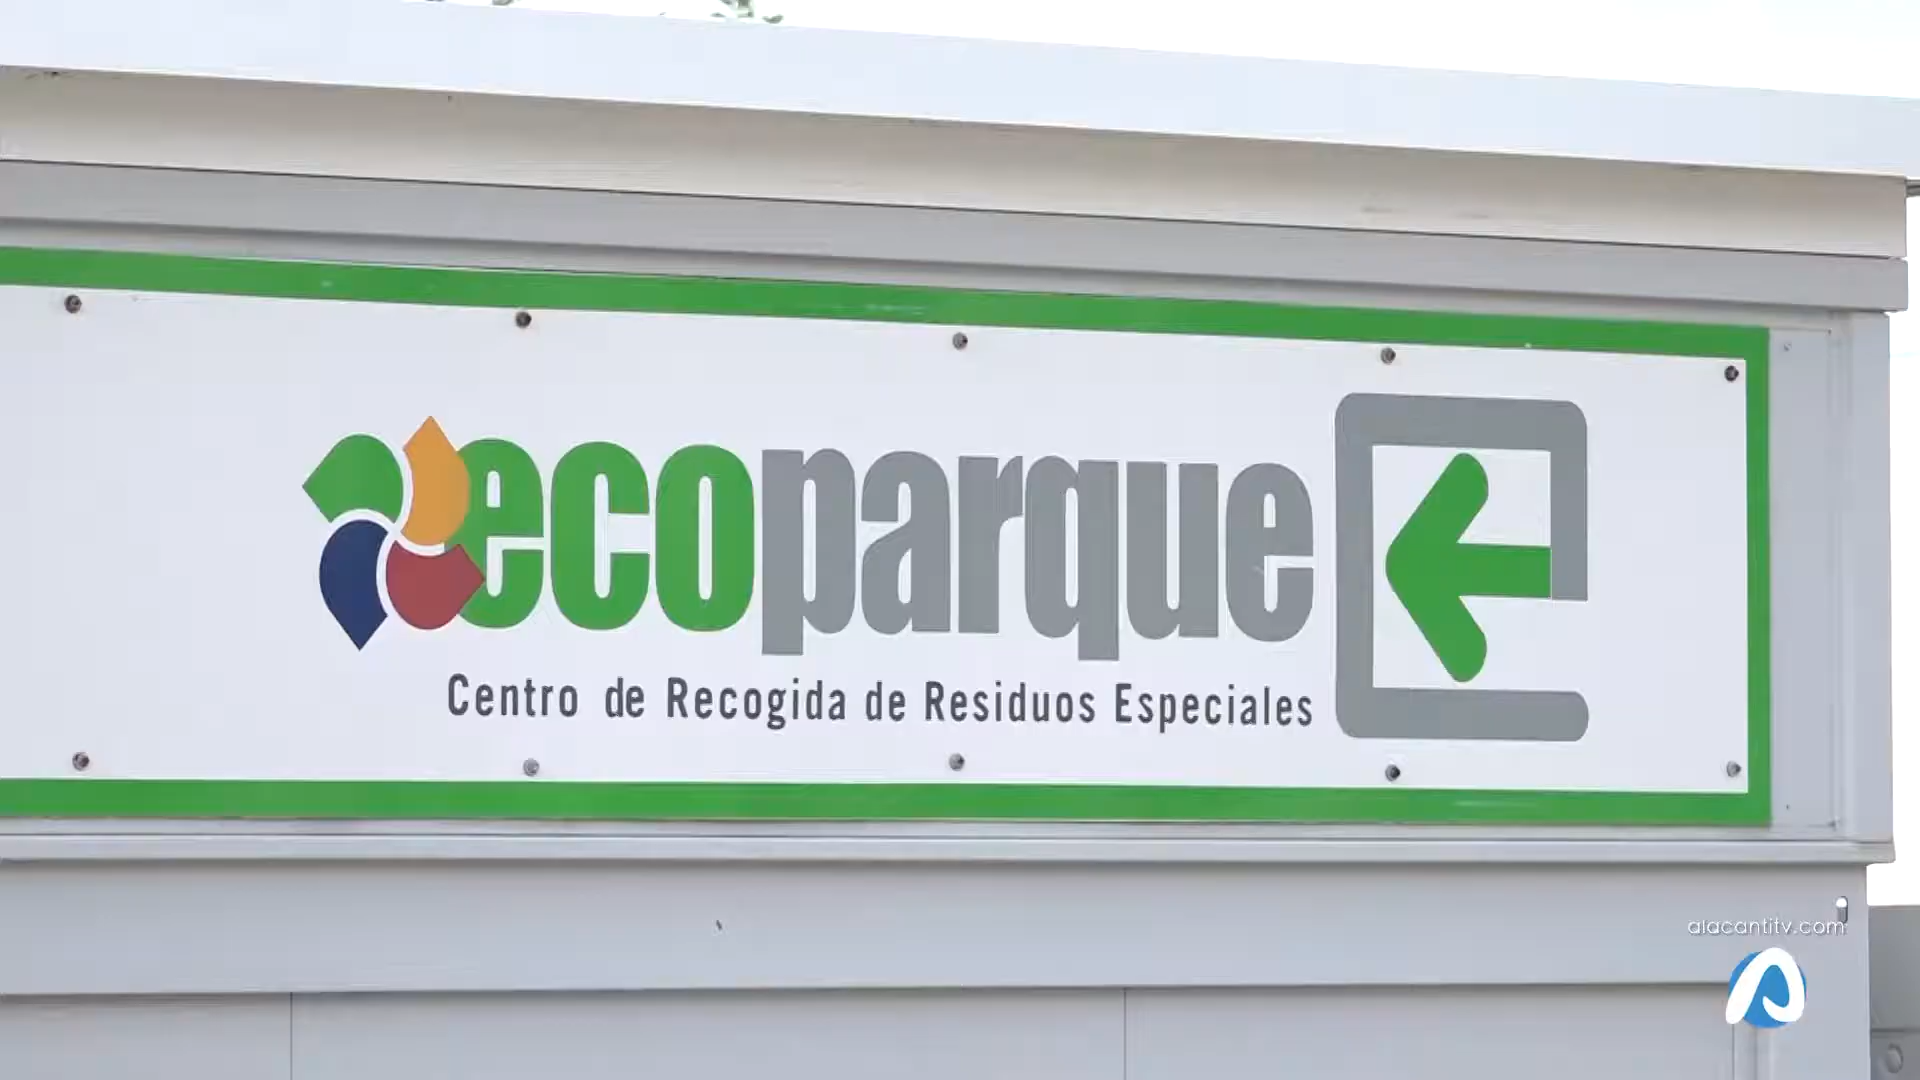 ecoparque
Centro de Recogida de Residuos Especiales
alacantitv.com